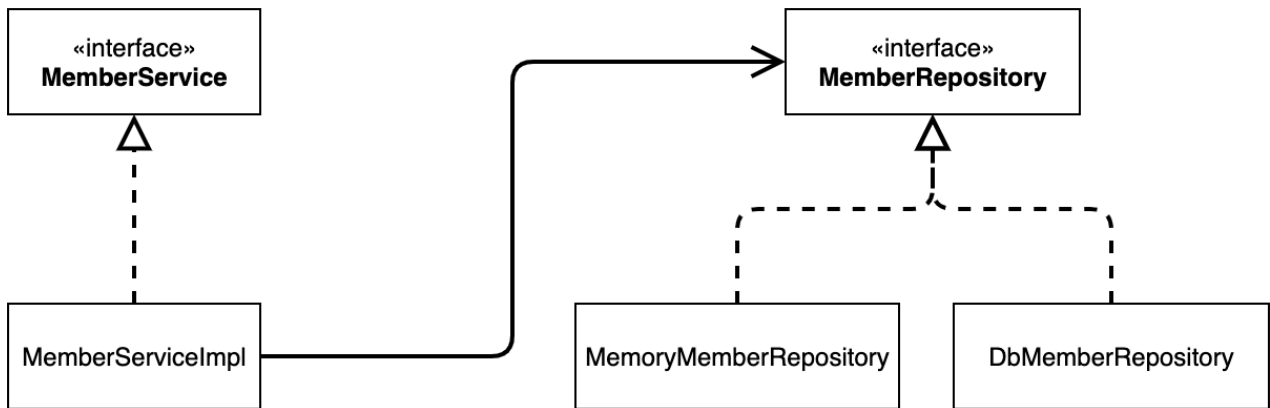 «interface»
MemberService
«interface»
MemberRepository
MemberServiceImpl
MemoryMemberRepository
DbMemberRepository